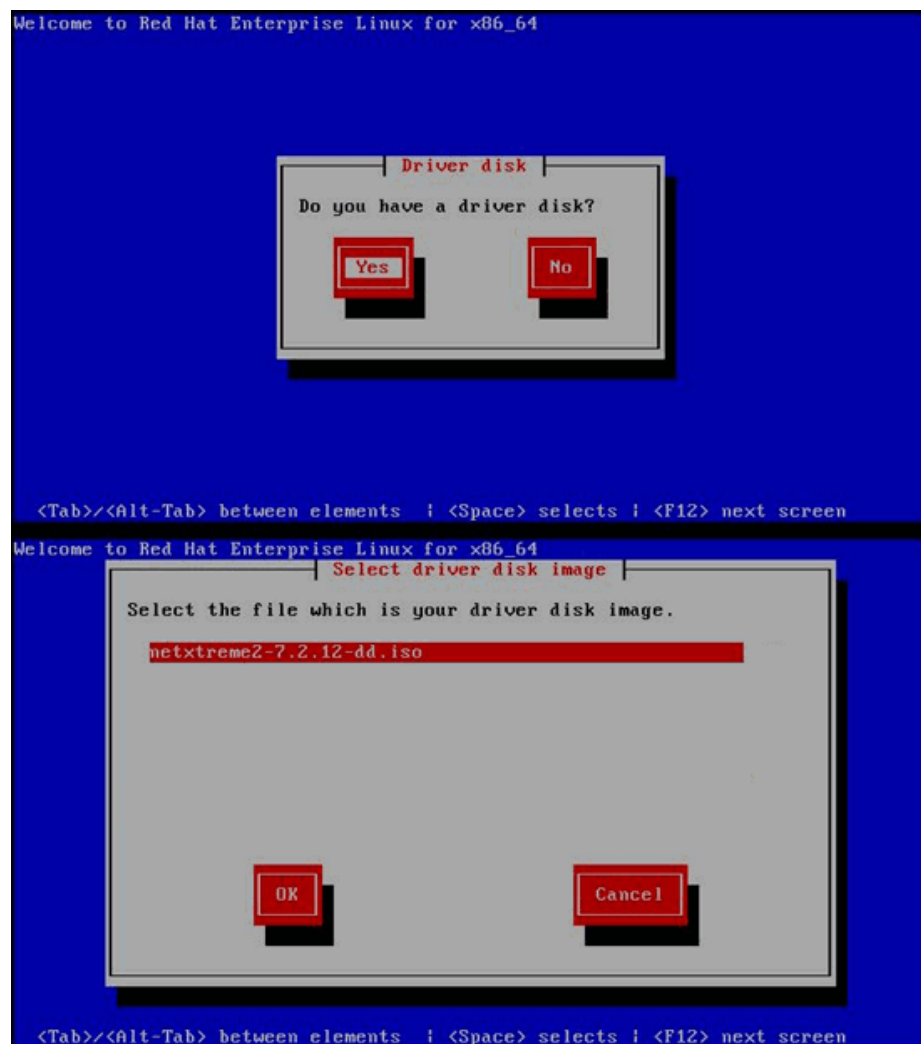 Welcome to Red Hat Enterprise Linux for x86_64
Driver disk
Do you have a driver disk?
Yes No
<Tab>/<Alt-Tab> between elements | <Space> selects | <F12> next screen
Welcome to Red Hat Enterprise Linux for x86_64
Select driver disk image
Select the file which is your driver disk image.
netxtreme2-7.2.12-dd.iso
OK Cancel
<Tab>/<Alt-Tab> between elements | <Space> selects | <F12> next screen